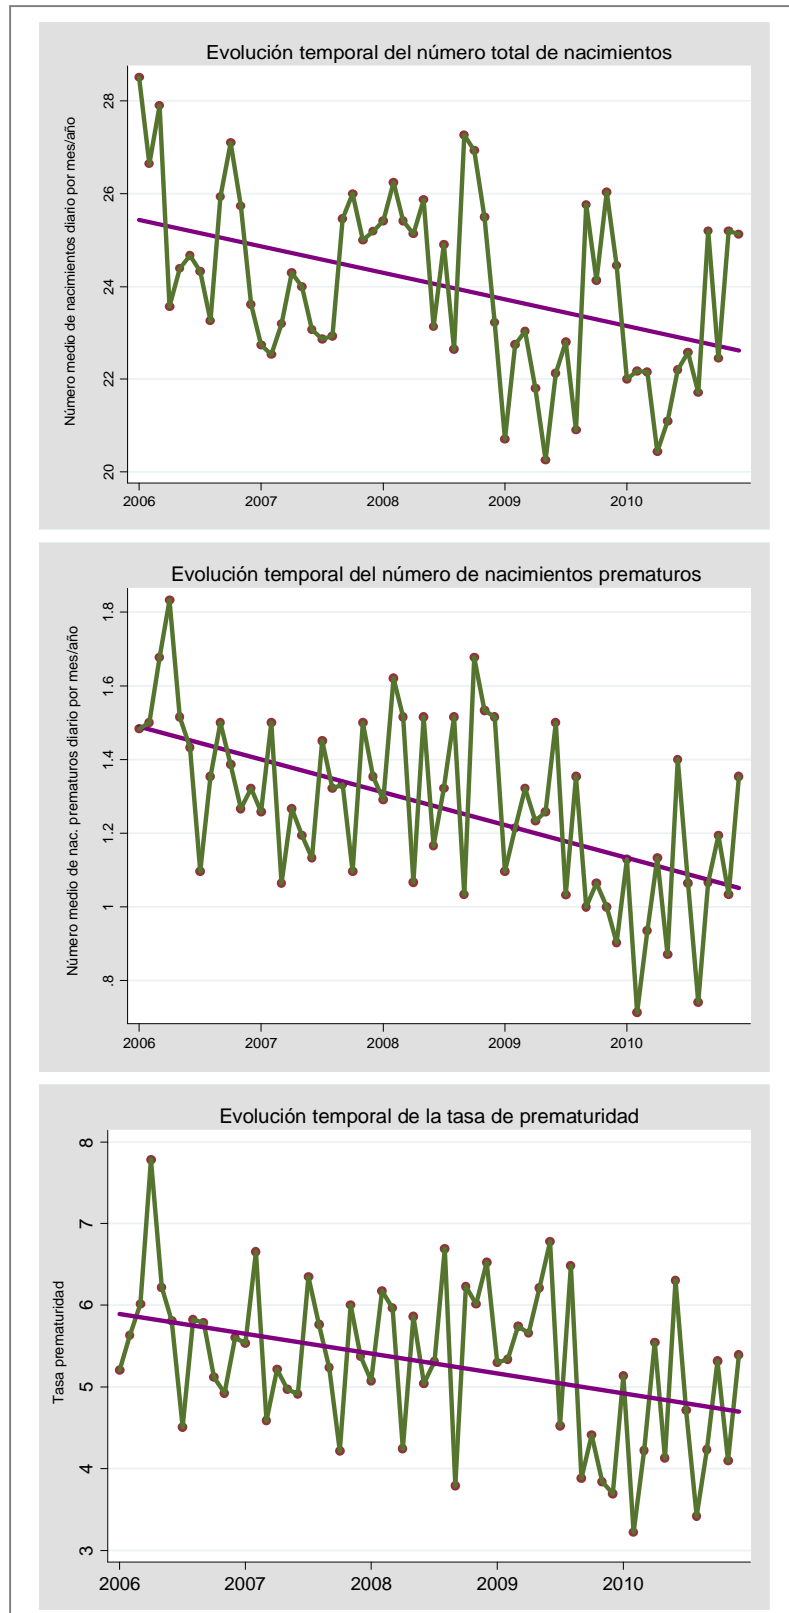 Evolución temporal del número total de nacimientos
Número medio de nacimientos diario por mes/año
28
26
24
22
20
2006 2007 2008 2009 2010
Evolución temporal del número de nacimientos prematuros
Número medio de nac. prematuros diario por mes/año
1.8
1.6
1.4
1.2
1
.8
2006 2007 2008 2009 2010
Evolución temporal de la tasa de prematuridad
Tasa prematuridad
8
7
6
5
4
3
2006 2007 2008 2009 2010